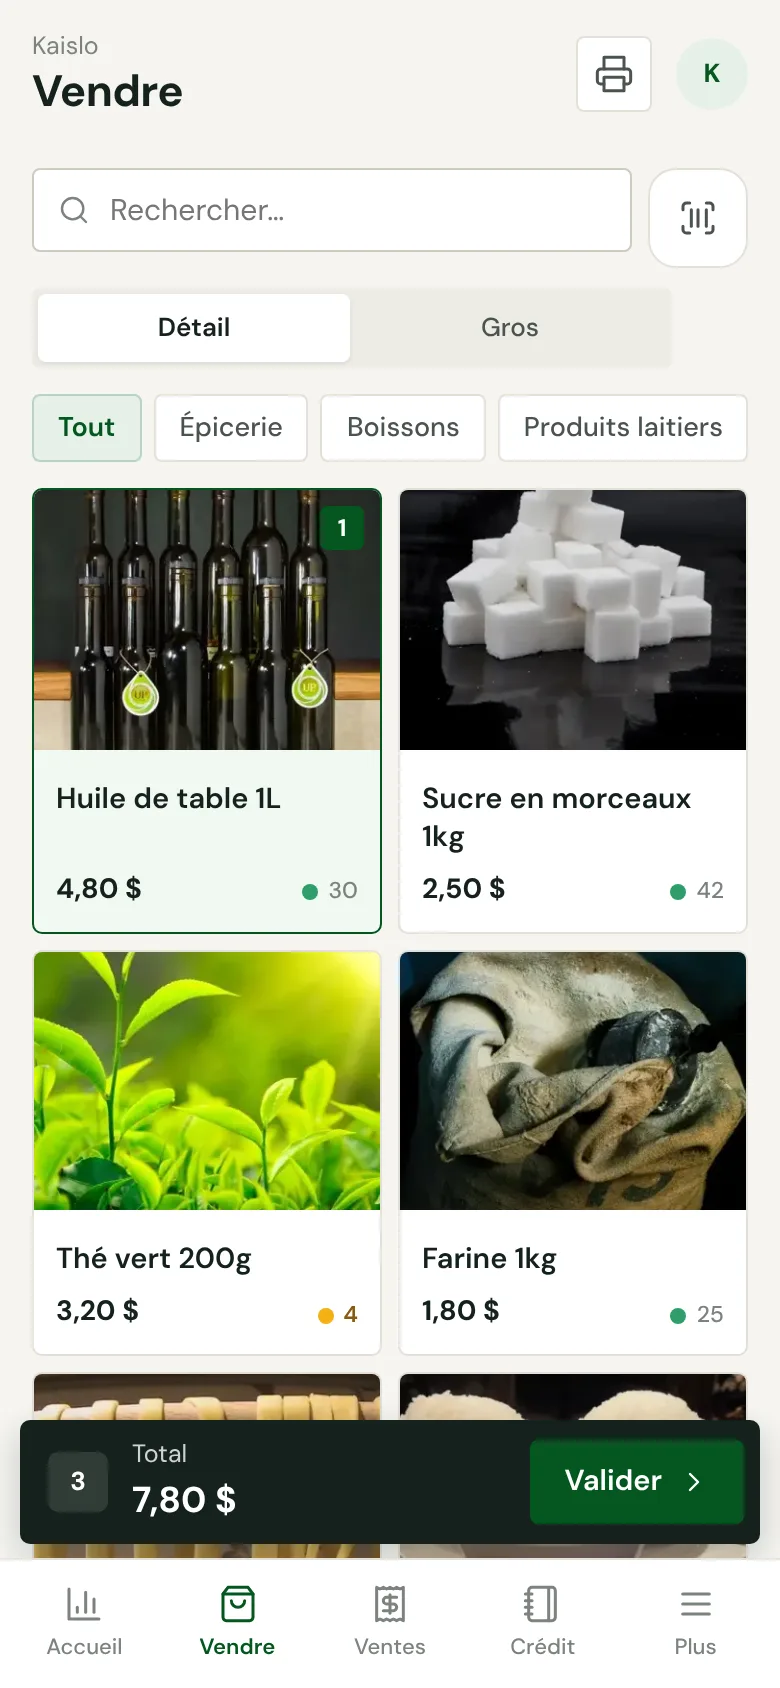 Kaislo
Vendre
K
Rechercher...
Détail
Gros
Tout
Épicerie
Boissons
Produits laitiers
1
UP
UP
Huile de table 1L
4,80 $
30
Sucre en morceaux
1kg
2,50 $
42
Thé vert 200g
3,20 $
4
Farine 1kg
1,80 $
25
3
Total
7,80 $
Valider
Accueil
Vendre
Ventes
Crédit
Plus